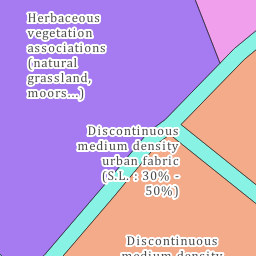 Herbaceous
vegetation
associations
(natural
grassland,
moors...)
Discontinuous
medium density
urban fabric
(S.L. : 30% -
50%)
Discontinuous
medium density